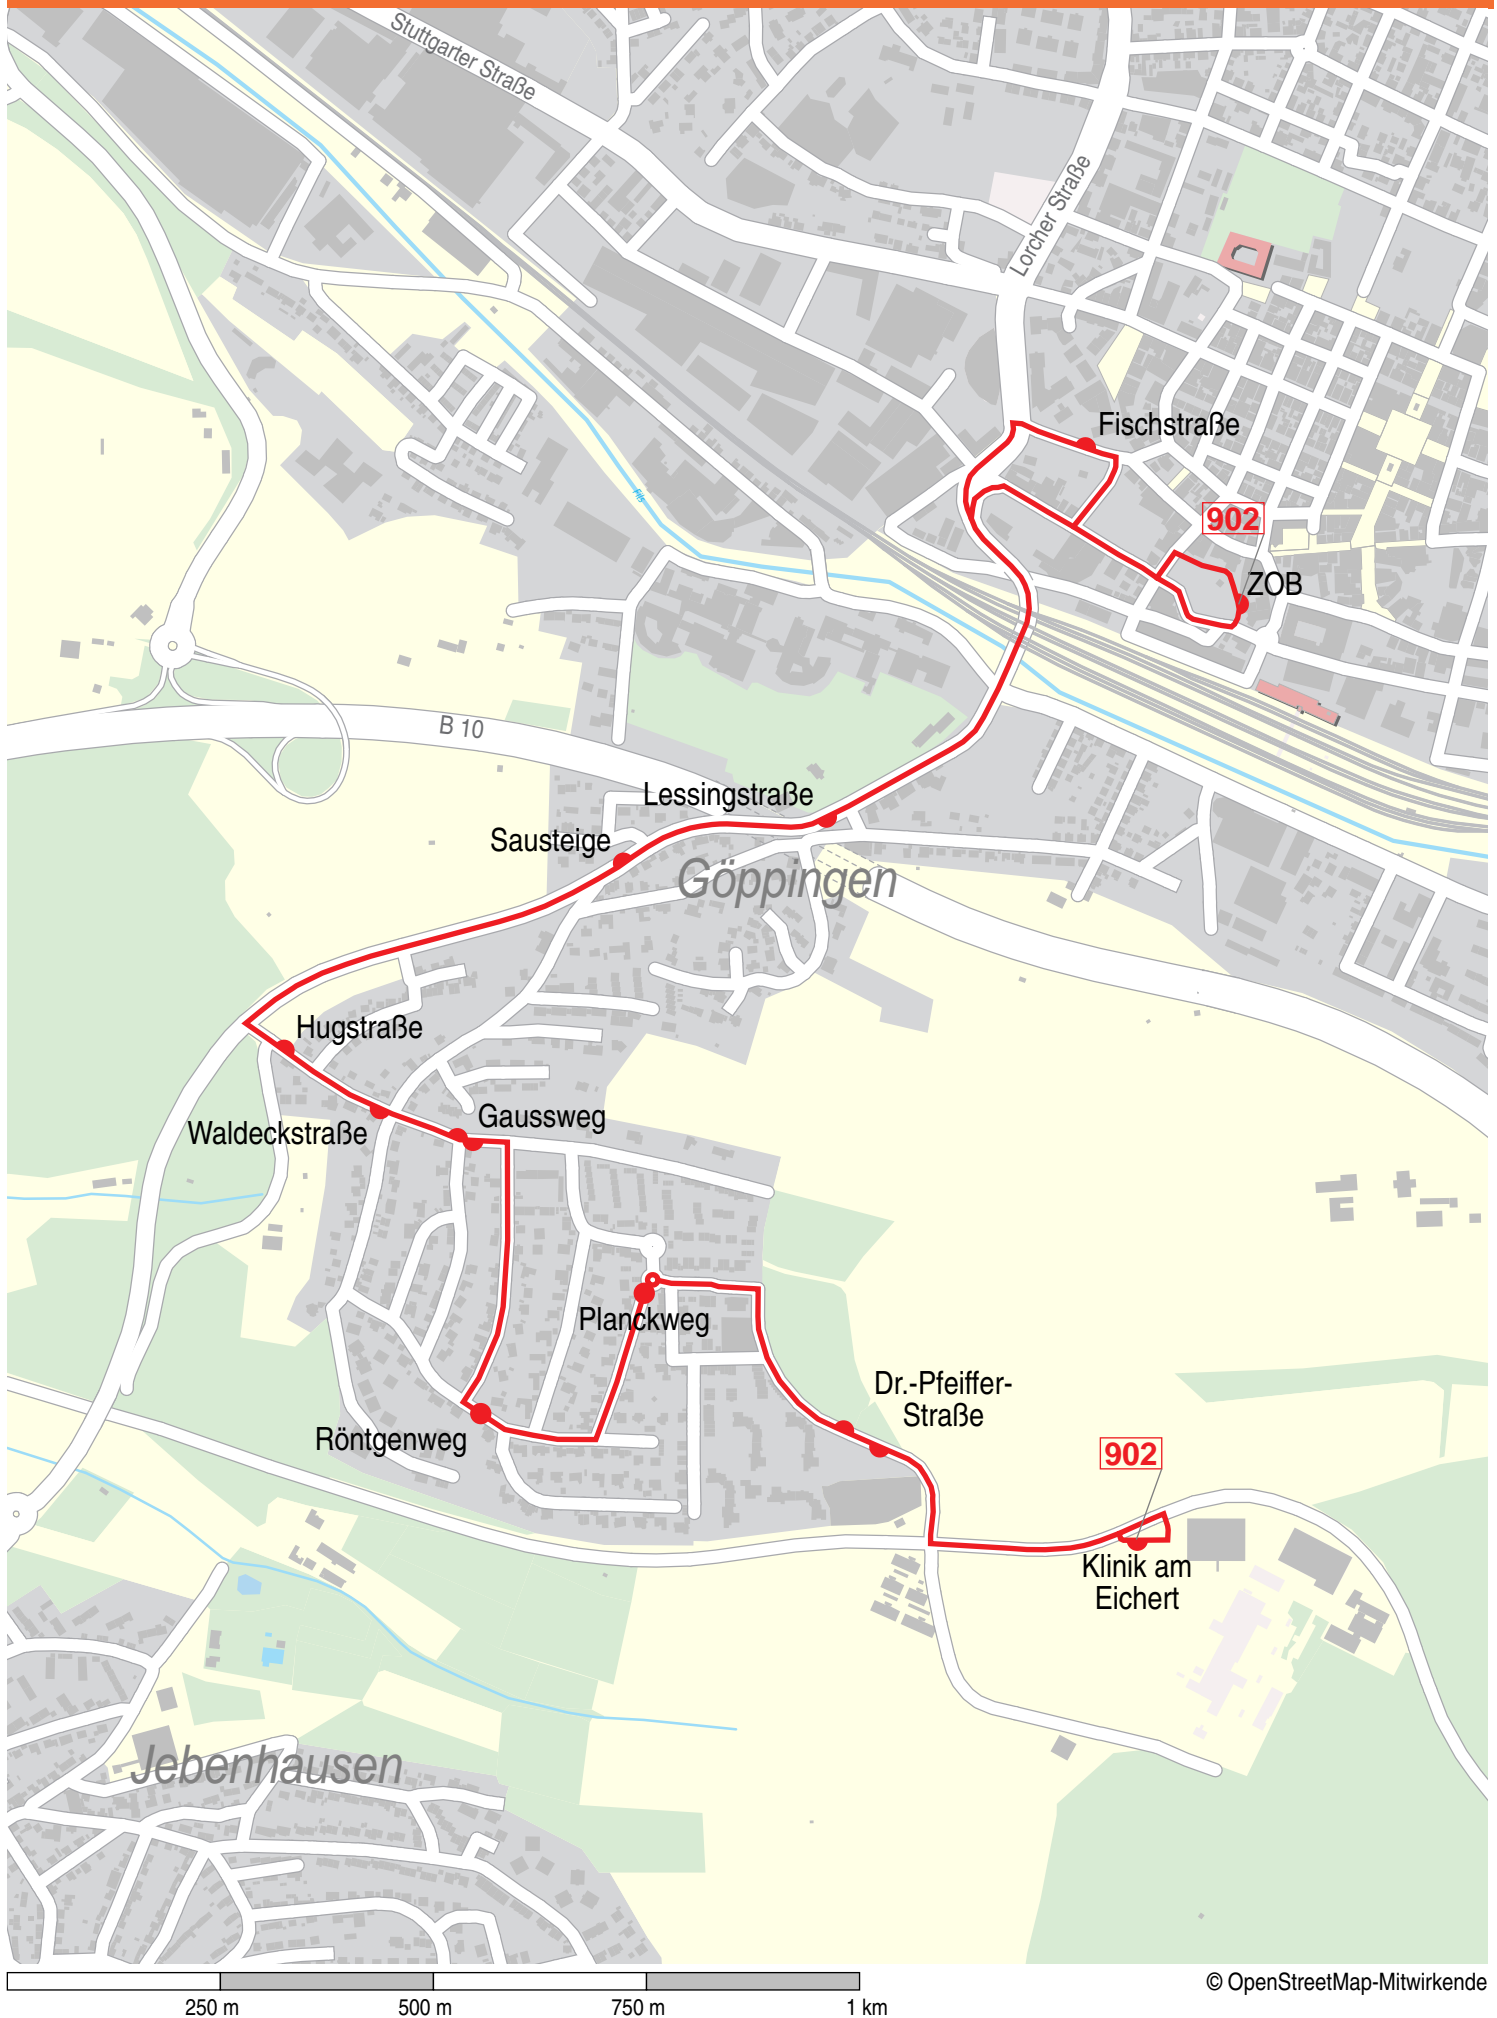 Stuttgarter Straße
Lorcher Straße
Fischstraße
902
Fils
ZOB
B 10
Lessingstraße
Sausteige
Göppingen
Hugstraße
Gaussweg
Waldeckstraße
Planckweg
Dr.-Pfeiffer-
Straße
Röntgenweg
902
Klinik am
Eichert
Jebenhausen
© OpenStreetMap-Mitwirkende
250 m
500 m
750 m
1 km